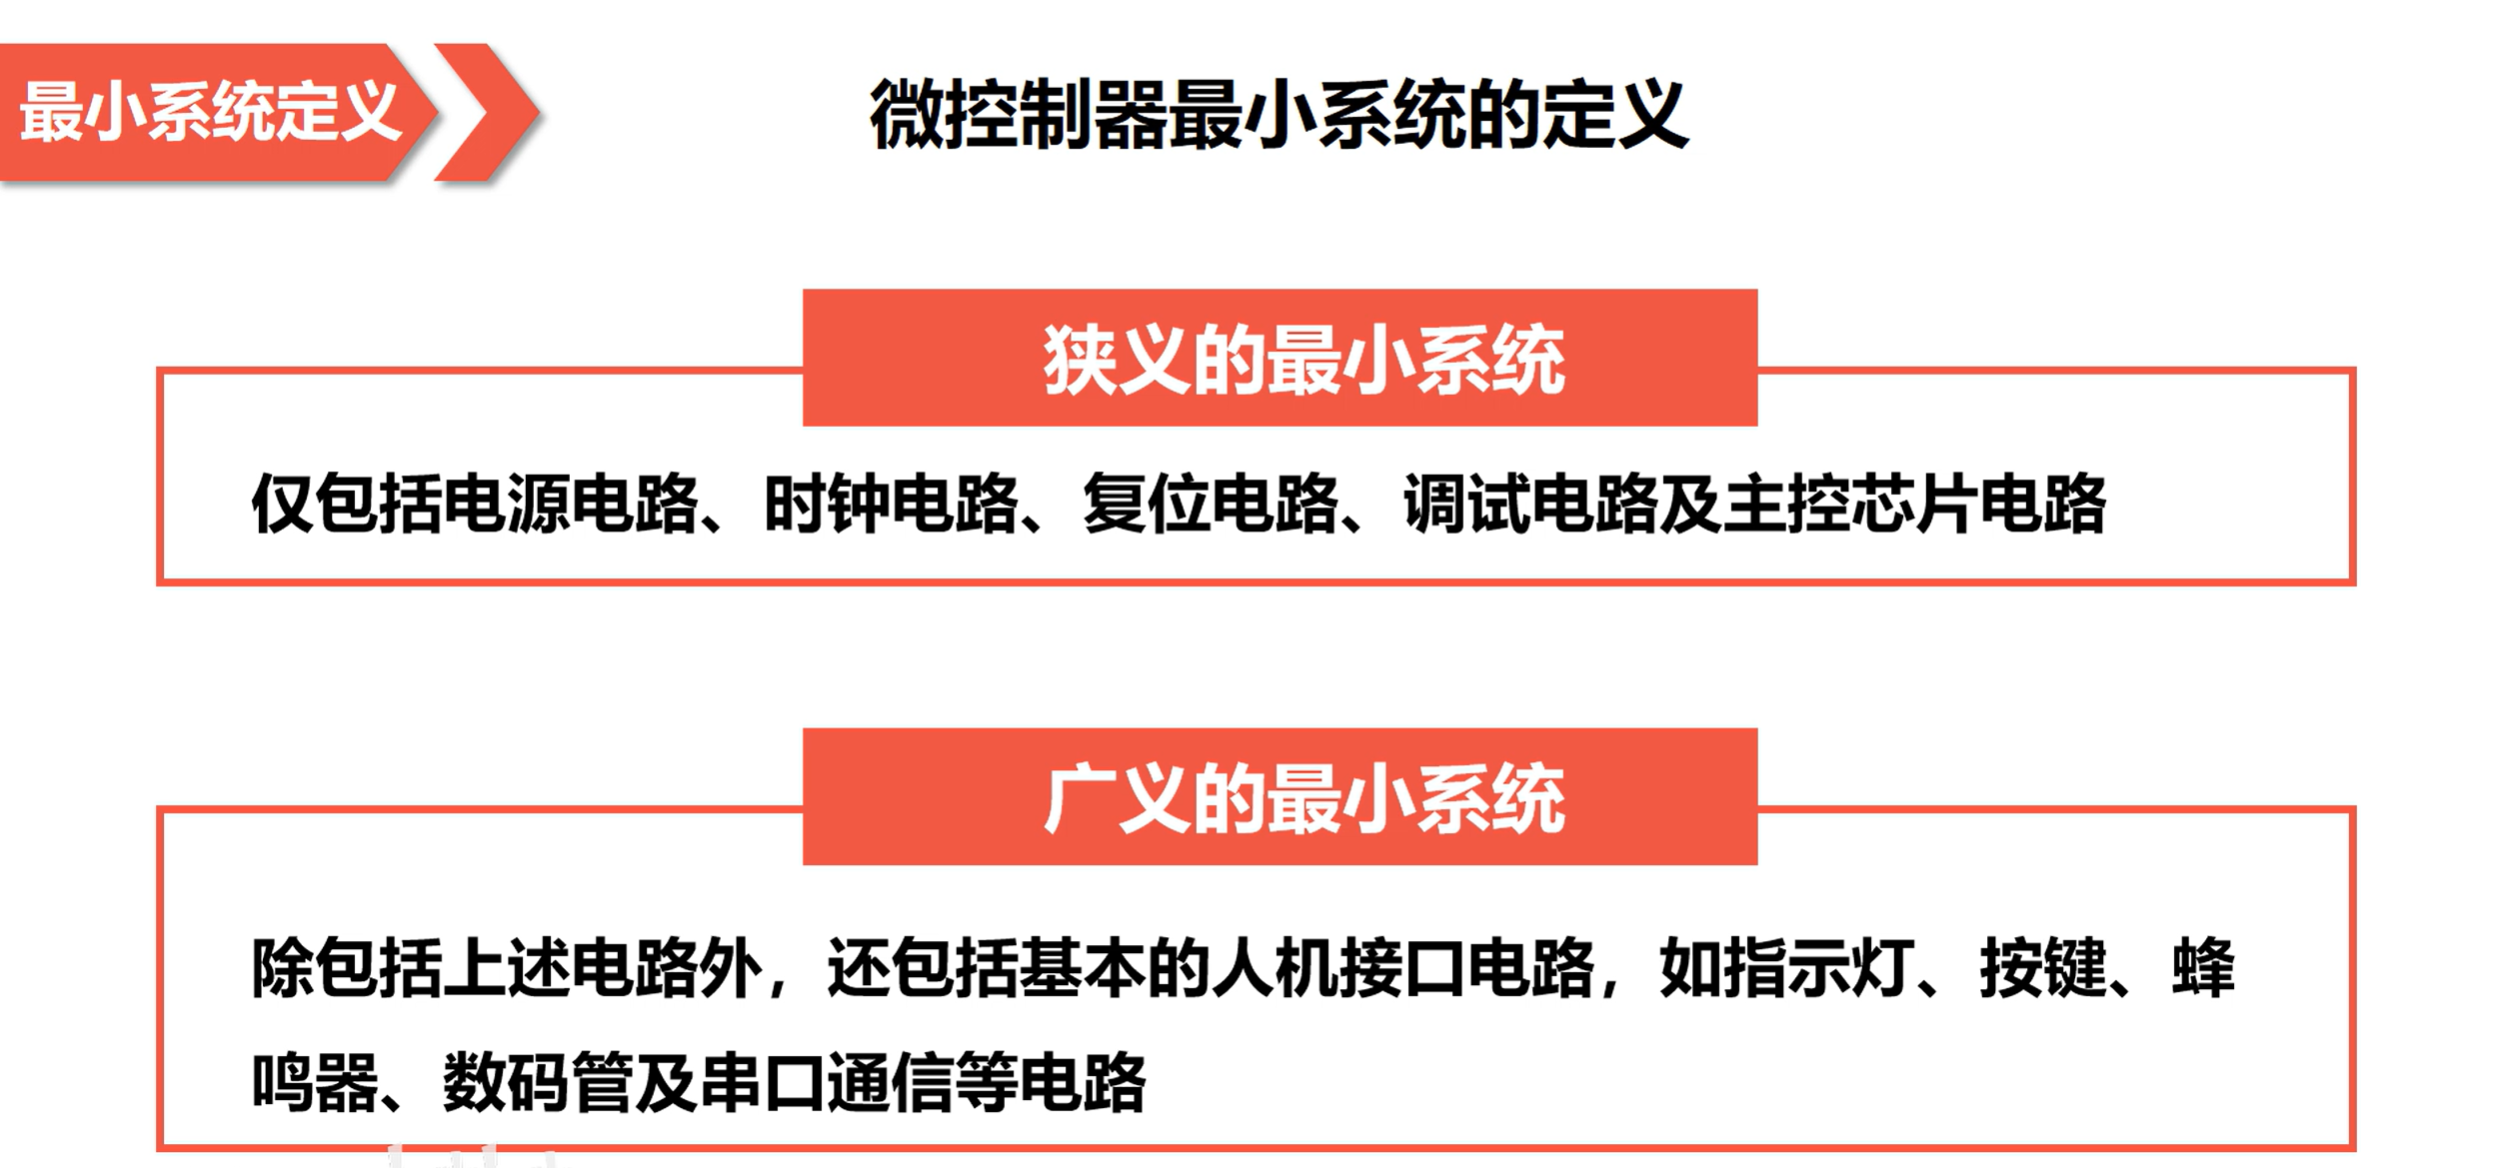 最小系统定义
微控制器最小系统的定义
狭义的最小系统
仅包括电源电路、时钟电路、复位电路、调试电路及主控芯片电路
广义的最小系统
除包括上述电路外，还包括基本的人机接口电路，如指示灯、按键、蜂
鸣器、数码管及串口通信等电路